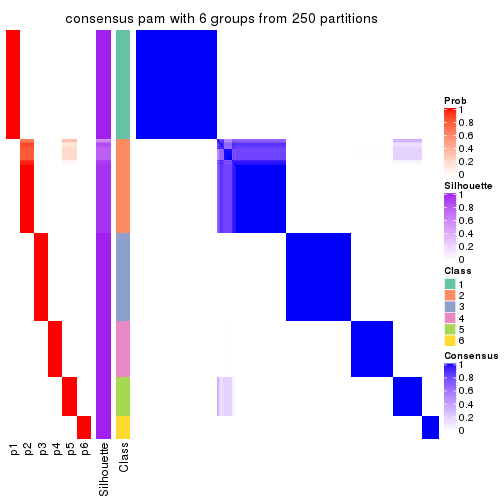 consensus pam with 6 groups from 250 partitions
Prob
1
0.8
0.6
0.4
0.2
0
Silhouette
1
0.8
0.6
0.4
0.2
0
Class
1
2
3
4
5
6
Consensus
1
0.8
0.6
0.4
0.2
0
p1
p2
p3
p4
p5
p6
Silhouette
Class